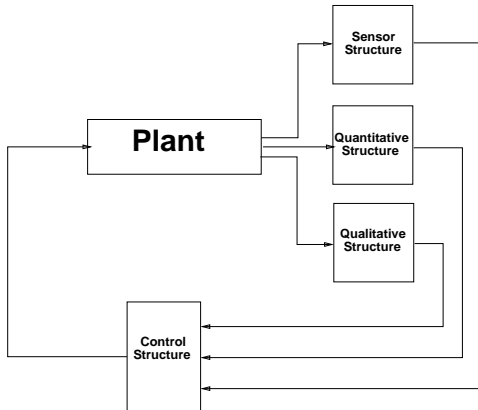 Sensor
Structure
Plant
Quantitative
Structure
Qualitative
Structure
Control
Structure